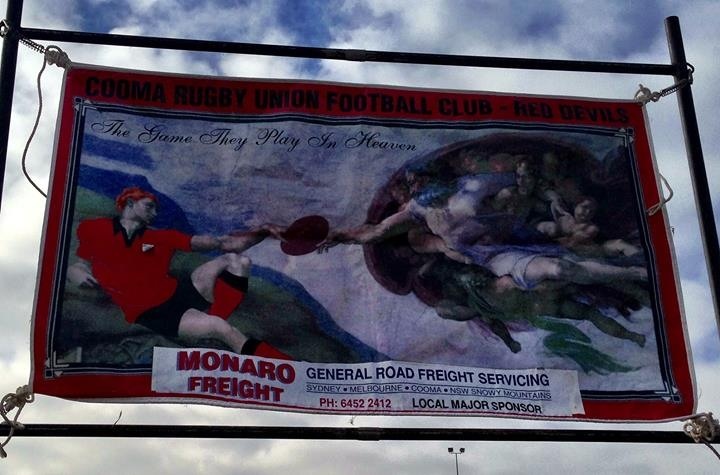 COOMA RUGBY UNION FOOTBALL CLUB - RED DEVILS
The Game They Play In Heaven
MONARO
FREIGHT
GENERAL ROAD FREIGHT SERVICING
SYDNEY • MELBOURNE • COOMA • NSW SNOWY MOUNTAINS
PH: 6452 2412 LOCAL MAJOR SPONSOR